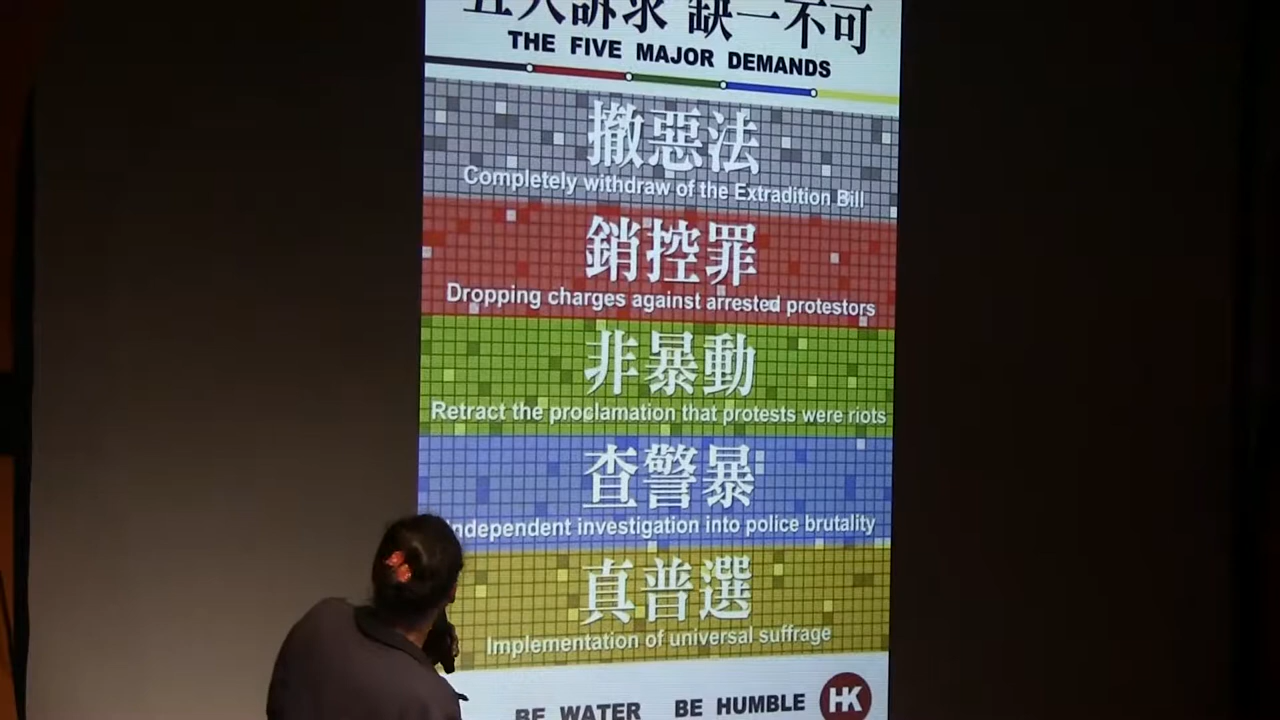 五大訴求 缺一不可
THE FIVE MAJOR DEMANDS
撤惡法
Completely withdraw of the Extradition Bill
銷控罪
Dropping charges against arrested protestors
非暴動
Retract the proclamation that protests were riots
查警暴
Independent investigation into police brutality
真普選
Implementation of universal suffrage
BE WATER BE HUMBLE
HK